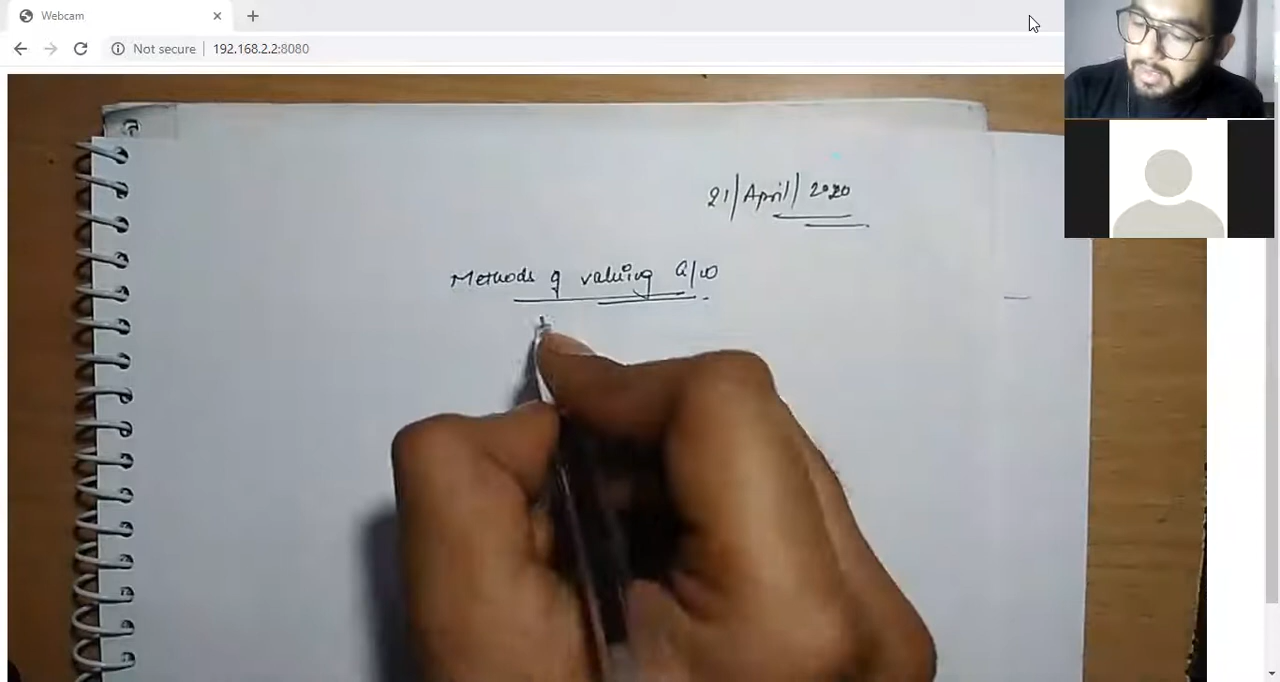 Webcam
Not secure
192.168.2.2:8080
21/April/2020
Methods of valuing G/W